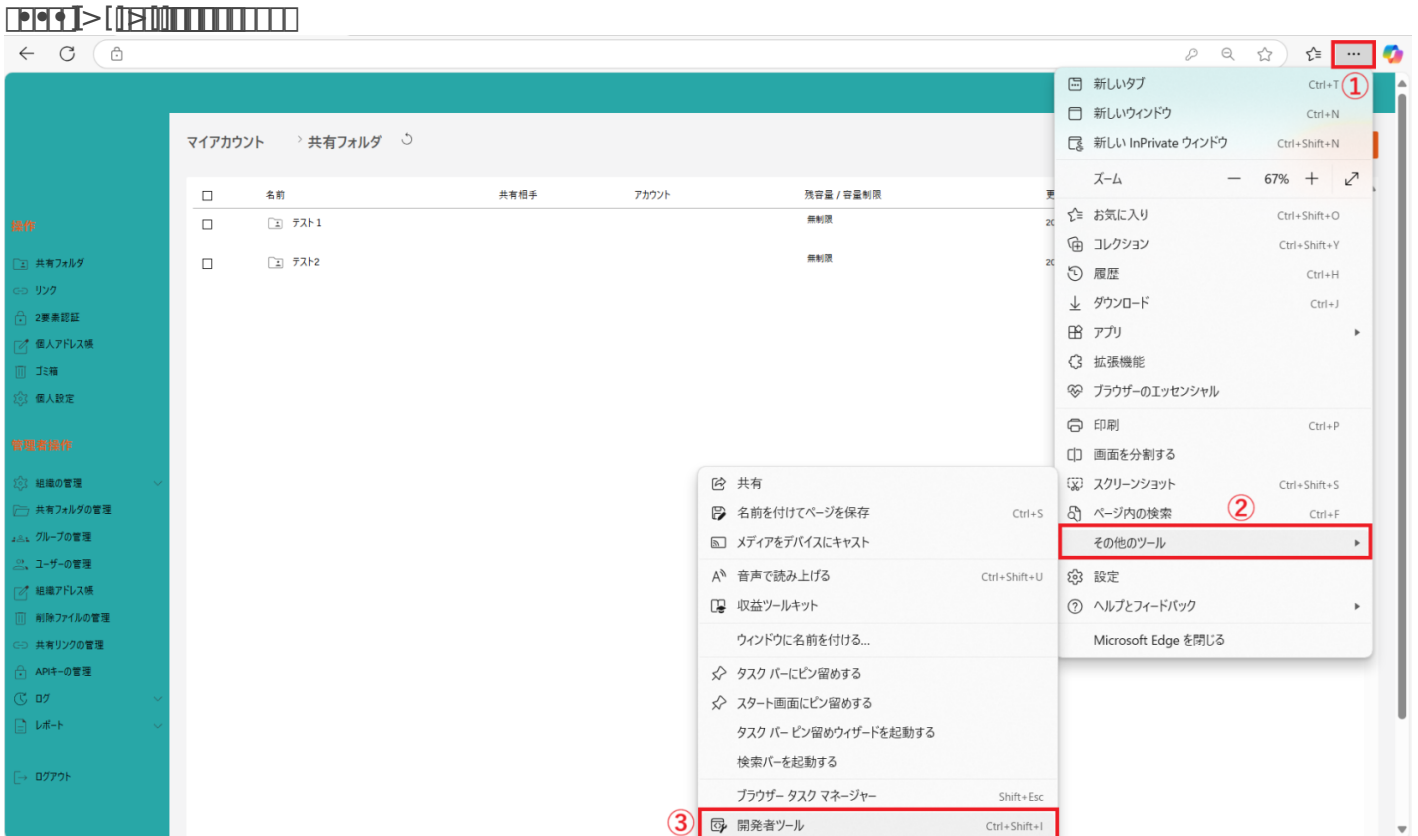 新しいタブ Ctrl+T
①
新しいウィンドウ Ctrl+N
新しい InPrivate ウィンドウ Ctrl+Shift+N
ズーム 67%
お気に入り Ctrl+Shift+O
コレクション Ctrl+Shift+Y
履歴 Ctrl+H
ダウンロード Ctrl+J
アプリ
拡張機能
ブラウザーのエッセンシャル
印刷 Ctrl+P
画面を分割する
スクリーンショット Ctrl+Shift+S
ページ内の検索 Ctrl+F
②
その他のツール
設定
ヘルプとフィードバック
Microsoft Edge を閉じる
マイアカウント > 共有フォルダ
名前 共有相手 アカウント 残容量 / 容量制限 更
テスト1 無制限 20
テスト2 無制限 20
操作
共有フォルダ
リンク
2要素認証
個人アドレス帳
ゴミ箱
個人設定
管理者操作
組織の管理
共有フォルダの管理
グループの管理
ユーザーの管理
組織アドレス帳
削除ファイルの管理
共有リンクの管理
APIキーの管理
ログ
レポート
ログアウト
共有
名前を付けてページを保存 Ctrl+S
メディアをデバイスにキャスト
音声で読み上げる Ctrl+Shift+U
収益ツールキット
ウィンドウに名前を付ける...
タスク バーにピン留めする
スタート画面にピン留めする
タスク バー ピン留めウィザードを起動する
検索バーを起動する
ブラウザー タスク マネージャー Shift+Esc
③
開発者ツール Ctrl+Shift+I